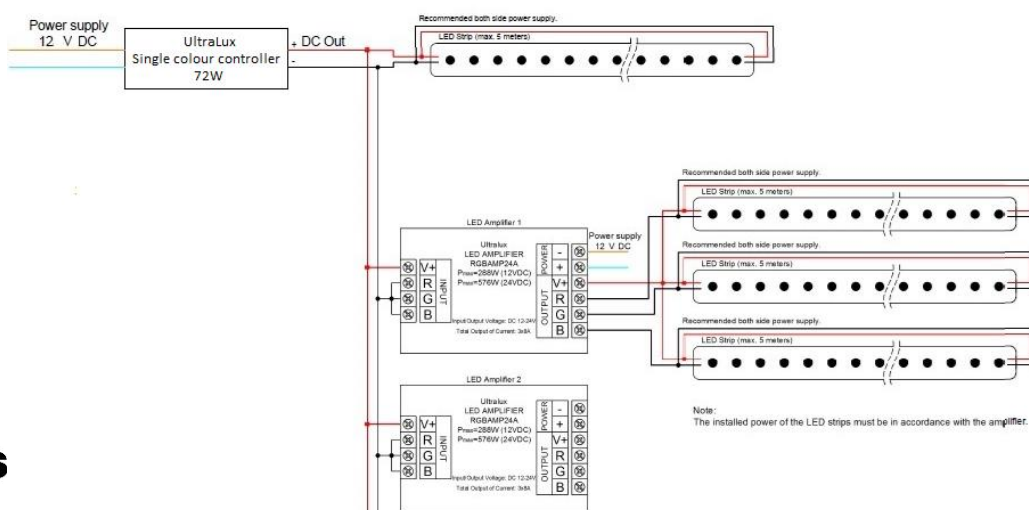 Power supply
12 V DC
UltraLux
Single colour controller
72W
+ DC Out
-
Recommended both side power supply.
LED Strip (max. 5 meters)
LED Amplifier 1
Ultralux
LED AMPLIFIER
RGBAMP24A
Pmax=288W (12VDC)
Pmax=576W (24VDC)
V+
R
G
B
INPUT
Input/Output Voltage: DC 12-24V
Total Output of Current: 3x8A
POWER
-
+
OUTPUT
V+
R
G
B
Power supply
12 V DC
Recommended both side power supply.
LED Strip (max. 5 meters)
Recommended both side power supply.
LED Strip (max. 5 meters)
Recommended both side power supply.
LED Strip (max. 5 meters)
Note:
The installed power of the LED strips must be in accordance with the amplifier.
LED Amplifier 2
Ultralux
LED AMPLIFIER
RGBAMP24A
Pmax=288W (12VDC)
Pmax=576W (24VDC)
V+
R
G
B
INPUT
Input/Output Voltage: DC 12-24V
Total Output of Current: 3x8A
POWER
-
+
OUTPUT
V+
R
G
B
s